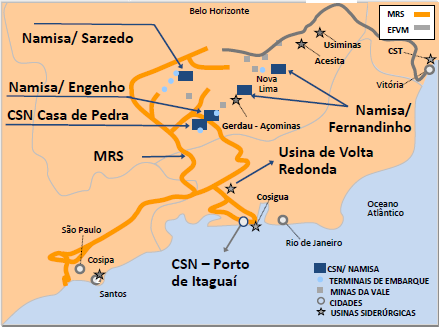 Belo Horizonte
MRS
EFVM
Namisa/ Sarzedo
Usiminas
Acesita
CST
Vitória
Nova
Lima
Namisa/ Engenho
Namisa/
Fernandinho
CSN Casa de Pedra
Gerdau - Açominas
MRS
Usina de Volta
Redonda
Cosigua
Oceano
Atlântico
São Paulo
Rio de Janeiro
Cosipa
Santos
CSN – Porto
de Itaguaí
CSN/ NAMISA
TERMINAIS DE EMBARQUE
MINAS DA VALE
CIDADES
USINAS SIDERÚRGICAS